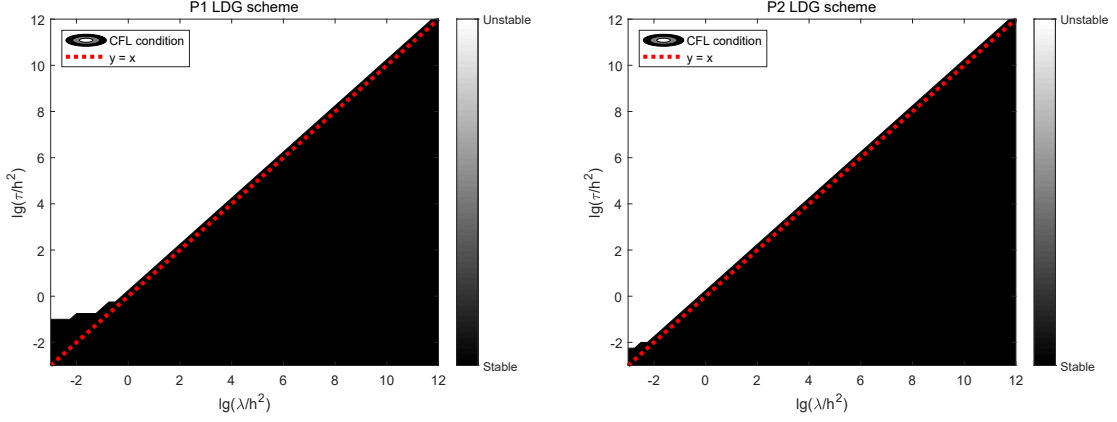 P1 LDG scheme
CFL condition
y = x
12
10
8
6
4
2
0
-2
lg(τ/h²)
-2 0 2 4 6 8 10 12
lg(λ/h²)
Unstable
Stable
P2 LDG scheme
CFL condition
y = x
12
10
8
6
4
2
0
-2
lg(τ/h²)
-2 0 2 4 6 8 10 12
lg(λ/h²)
Unstable
Stable